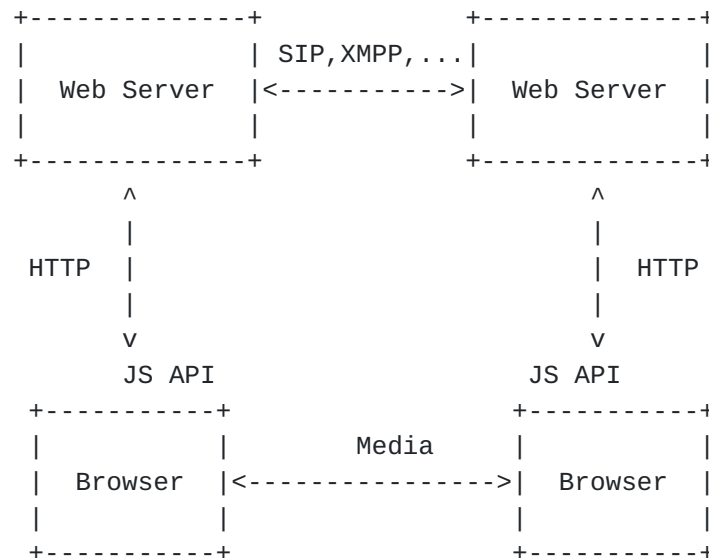 SIP,XMPP,...
Web Server Web Server
HTTP HTTP
JS API JS API
Media
Browser Browser